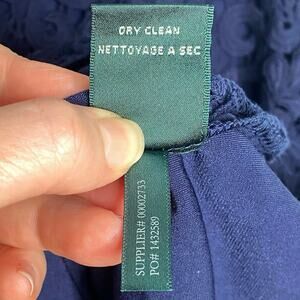 DRY CLEAN
NETTOYAGE A SEC
SUPPLIER# 00002733
PO# 1432589